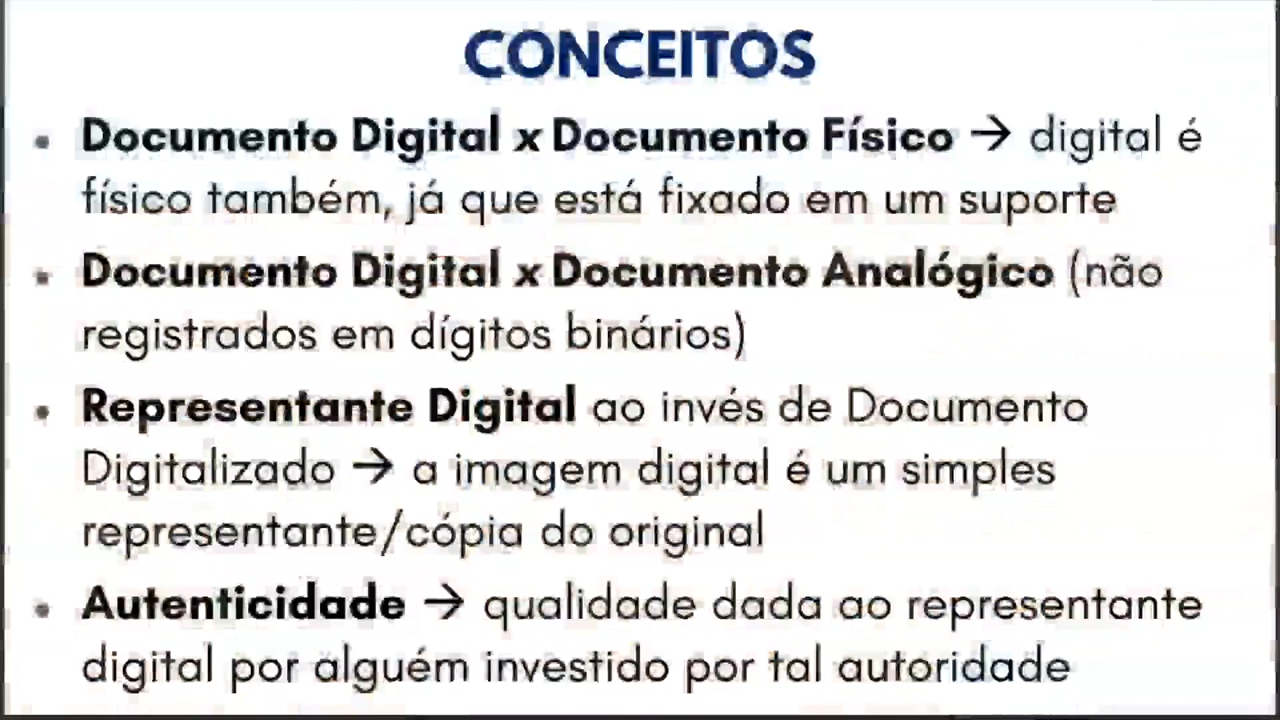 CONCEITOS
• Documento Digital x Documento Físico → digital é
físico também, já que está fixado em um suporte
• Documento Digital x Documento Analógico (não
registrados em dígitos binários)
• Representante Digital ao invés de Documento
Digitalizado → a imagem digital é um simples
representante/cópia do original
• Autenticidade → qualidade dada ao representante
digital por alguém investido por tal autoridade